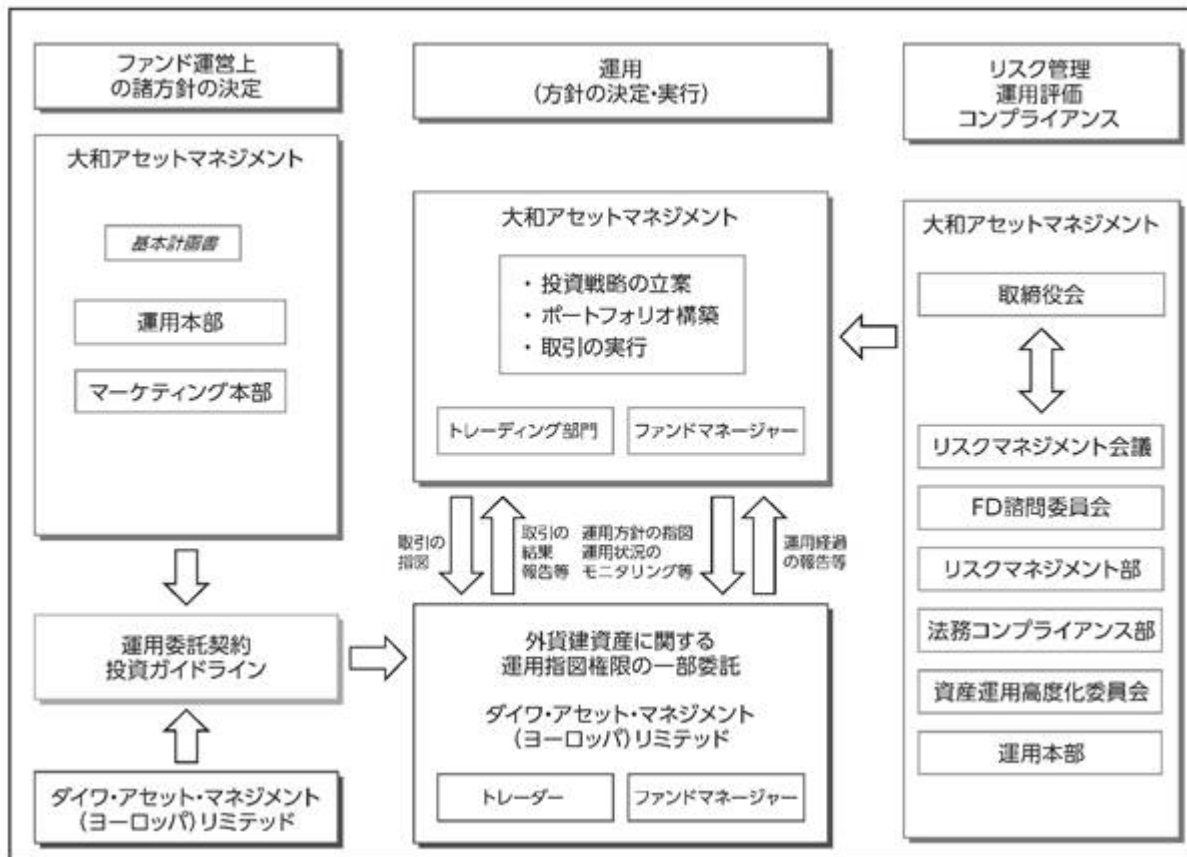 ファンド運営上
の諸方針の決定
大和アセットマネジメント
基本計画書
運用本部
マーケティング本部
運用委託契約
投資ガイドライン
ダイワ・アセット・マネジメント
(ヨーロッパ)リミテッド
運用
(方針の決定・実行)
大和アセットマネジメント
・ 投資戦略の立案
・ ポートフォリオ構築
・ 取引の実行
トレーディング部門
ファンドマネージャー
取引の
指図
取引の
結果
報告等
運用方針の指図
運用状況の
モニタリング等
運用経過
の報告等
外貨建資産に関する
運用指図権限の一部委託
ダイワ・アセット・マネジメント
(ヨーロッパ)リミテッド
トレーダー
ファンドマネージャー
リスク管理
運用評価
コンプライアンス
大和アセットマネジメント
取締役会
リスクマネジメント会議
FD諮問委員会
リスクマネジメント部
法務コンプライアンス部
資産運用高度化委員会
運用本部